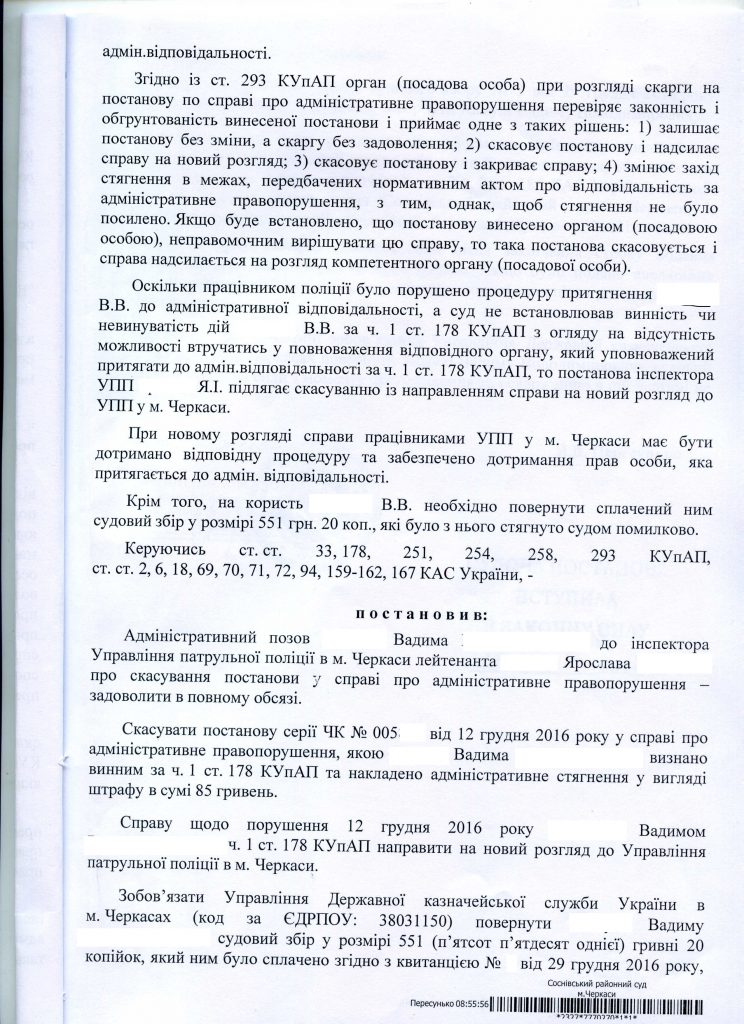 адмін.відповідальності.
Згідно із ст. 293 КУпАП орган (посадова особа) при розгляді скарги на
постанову по справі про адміністративне правопорушення перевіряє законність і
обгрунтованість винесеної постанови і приймає одне з таких рішень: 1) залишає
постанову без зміни, а скаргу без задоволення; 2) скасовує постанову і надсилає
справу на новий розгляд; 3) скасовує постанову і закриває справу; 4) змінює захід
стягнення в межах, передбачених нормативним актом про відповідальність за
адміністративне правопорушення, з тим, однак, щоб стягнення не було
посилено. Якщо буде встановлено, що постанову винесено органом (посадовою
особою), неправомочним вирішувати цю справу, то така постанова скасовується і
справа надсилається на розгляд компетентного органу (посадової особи).
Оскільки працівником поліції було порушено процедуру притягнення
В.В. до адміністративної відповідальності, а суд не встановлював винність чи
невинуватість дій В.В. за ч. 1 ст. 178 КУпАП з огляду на відсутність
можливості втручатись у повноваження відповідного органу, який уповноважений
притягати до адмін.відповідальності за ч. 1 ст. 178 КУпАП, то постанова інспектора
УПП Я.І. підлягає скасуванню із направленням справи на новий розгляд до
УПП у м. Черкаси.
При новому розгляді справи працівниками УПП у м. Черкаси має бути
дотримано відповідну процедуру та забезпечено дотримання прав особи, яка
притягається до адмін. відповідальності.
Крім того, на користь В.В. необхідно повернути сплачений ним
судовий збір у розмірі 551 грн. 20 коп., які було з нього стягнуто судом помилково.
Керуючись ст. ст. 33, 178, 251, 254, 258, 293 КУпАП,
ст. ст. 2, 6, 18, 69, 70, 71, 72, 94, 159-162, 167 КАС України, -
постановив:
Адміністративний позов Вадима до інспектора
Управління патрульної поліції в м. Черкаси лейтенанта Ярослава
про скасування постанови у справі про адміністративне правопорушення –
задоволити в повному обсязі.
Скасувати постанову серії ЧК № 005 від 12 грудня 2016 року у справі про
адміністративне правопорушення, якою Вадима визнано
винним за ч. 1 ст. 178 КУпАП та накладено адміністративне стягнення у вигляді
штрафу в сумі 85 гривень.
Справу щодо порушення 12 грудня 2016 року Вадимом
ч. 1 ст. 178 КУпАП направити на новий розгляд до Управління
патрульної поліції в м. Черкаси.
Зобов’язати Управління Державної казначейської служби України в
м. Черкасах (код за ЄДРПОУ: 38031150) повернути Вадиму
судовий збір у розмірі 551 (п’ятсот п’ятдесят однієї) гривні 20
копійок, який ним було сплачено згідно з квитанцією № від 29 грудня 2016 року,
Соснівський районний суд
м.Черкаси
Пересунько 08:55:56